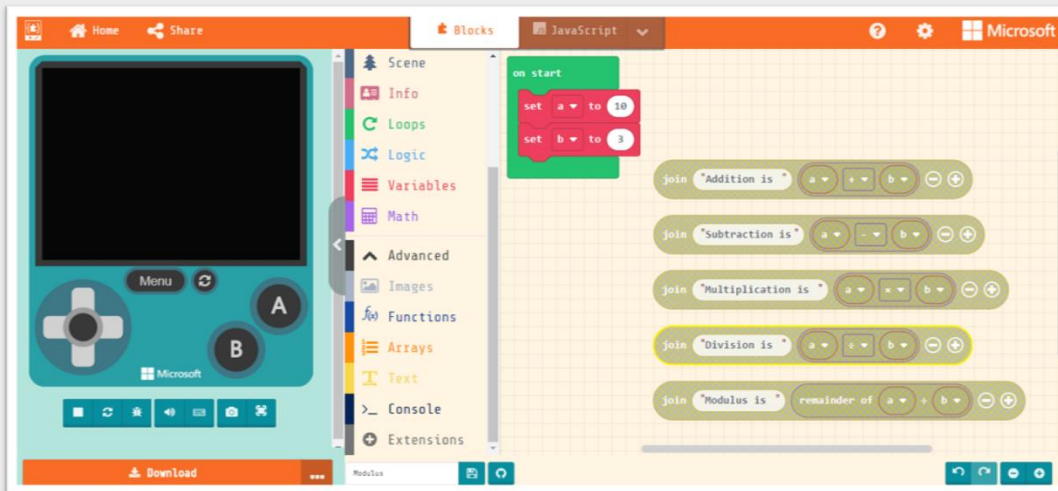 Home Share Blocks JavaScript Microsoft
Menu
A
B
Microsoft
Scene
Info
Loops
Logic
Variables
Math
Advanced
Images
Functions
Arrays
Text
Console
Extensions
on start
set a to 10
set b to 3
join "Addition is " a + b
join "Subtraction is" a - b
join "Multiplication is " a × b
join "Division is " a ÷ b
join "Modulus is " remainder of a ÷ b
Download ... Modulus